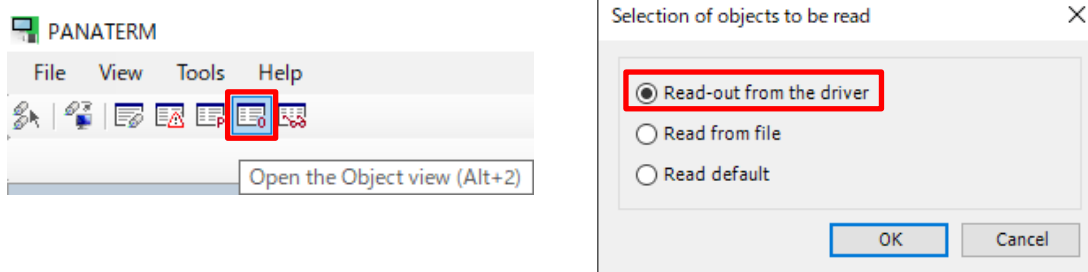 PANATERM
File View Tools Help
Open the Object view (Alt+2)
Selection of objects to be read
Read-out from the driver
Read from file
Read default
OK Cancel